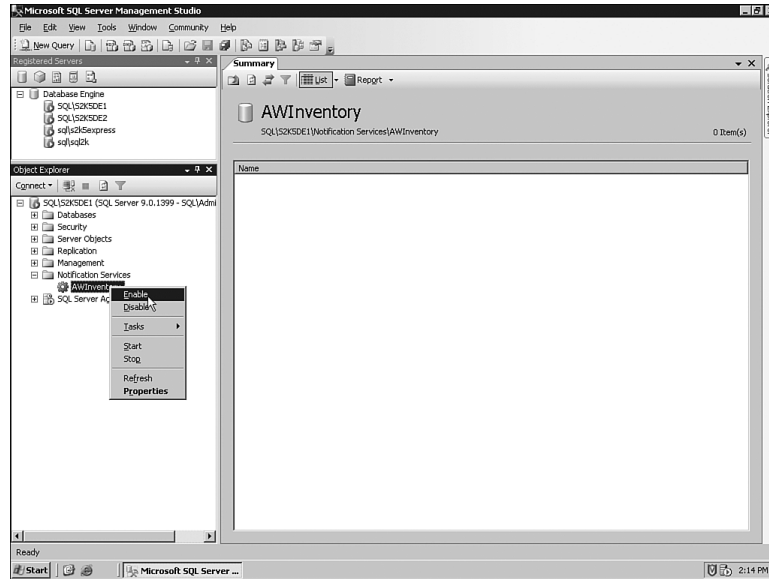 Microsoft SQL Server Management Studio
File Edit View Tools Window Community Help
New Query
Registered Servers
Database Engine
SQL\S2K5DE1
SQL\S2K5DE2
sql\s2k5express
sql\sql2k
Object Explorer
Connect
SQL\S2K5DE1 (SQL Server 9.0.1399 - SQL\Admi
Databases
Security
Server Objects
Replication
Management
Notification Services
AWInvent
SQL Server Ag
Enable
Disable
Tasks
Start
Stop
Refresh
Properties
Summary
List Report
AWInventory
SQL\S2K5DE1\Notification Services\AWInventory 0 Item(s)
Name
Ready
Start Microsoft SQL Server ... 2:14 PM